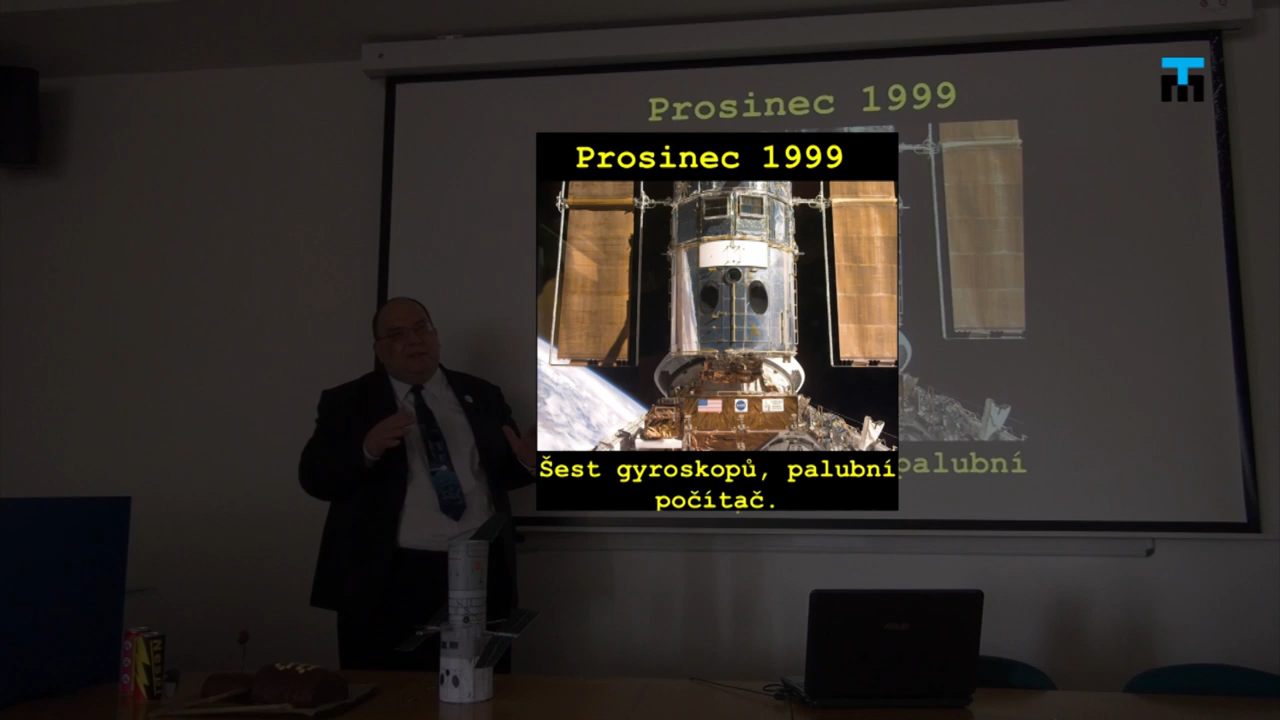 Prosinec 1999
Prosinec 1999
Šest gyroskopů, palubní
počítač.
palubní